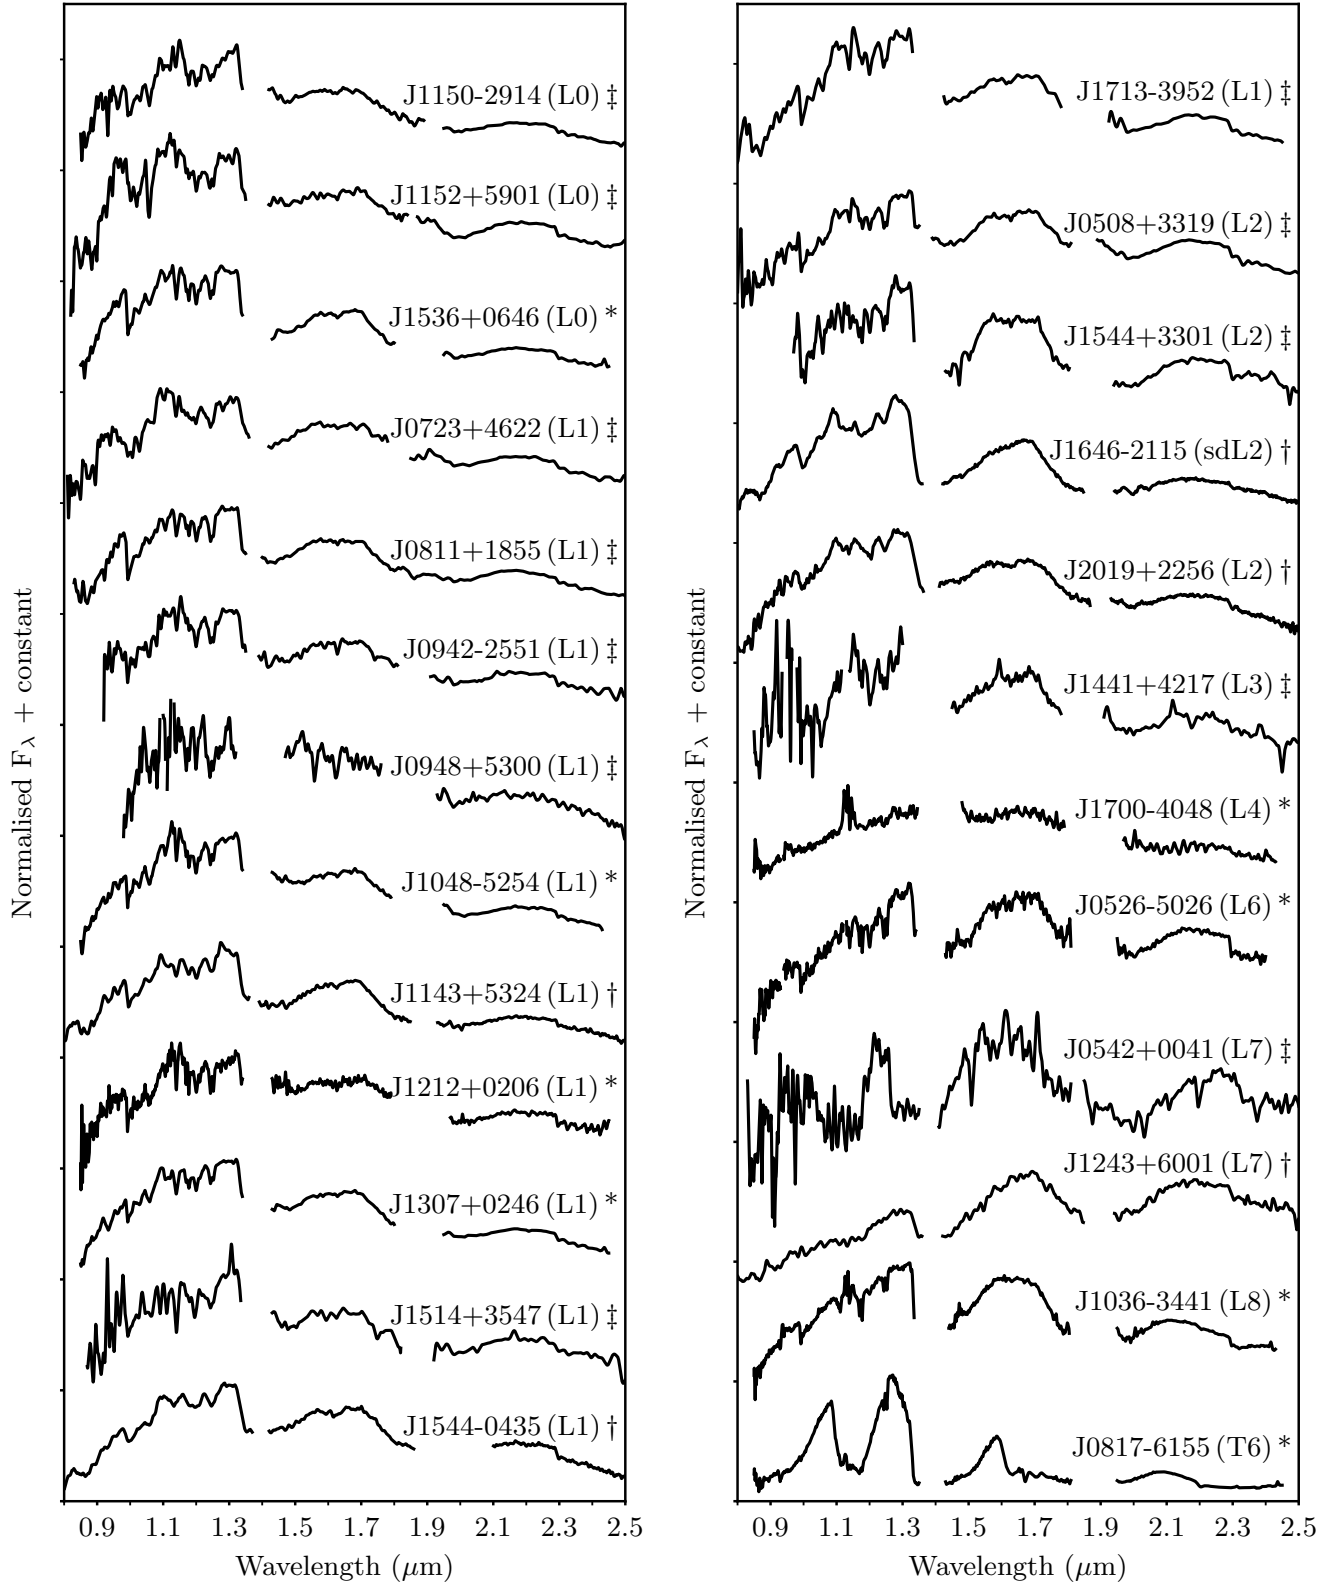 Normalised Fλ + constant
J1150-2914 (L0) ‡
J1152+5901 (L0) ‡
J1536+0646 (L0) *
J0723+4622 (L1) ‡
J0811+1855 (L1) ‡
J0942-2551 (L1) ‡
J0948+5300 (L1) ‡
J1048-5254 (L1) *
J1143+5324 (L1) †
J1212+0206 (L1) *
J1307+0246 (L1) *
J1514+3547 (L1) ‡
J1544-0435 (L1) †
0.9 1.1 1.3 1.5 1.7 1.9 2.1 2.3 2.5
Wavelength (μm)
Normalised Fλ + constant
J1713-3952 (L1) ‡
J0508+3319 (L2) ‡
J1544+3301 (L2) ‡
J1646-2115 (sdL2) †
J2019+2256 (L2) †
J1441+4217 (L3) ‡
J1700-4048 (L4) *
J0526-5026 (L6) *
J0542+0041 (L7) ‡
J1243+6001 (L7) †
J1036-3441 (L8) *
J0817-6155 (T6) *
0.9 1.1 1.3 1.5 1.7 1.9 2.1 2.3 2.5
Wavelength (μm)